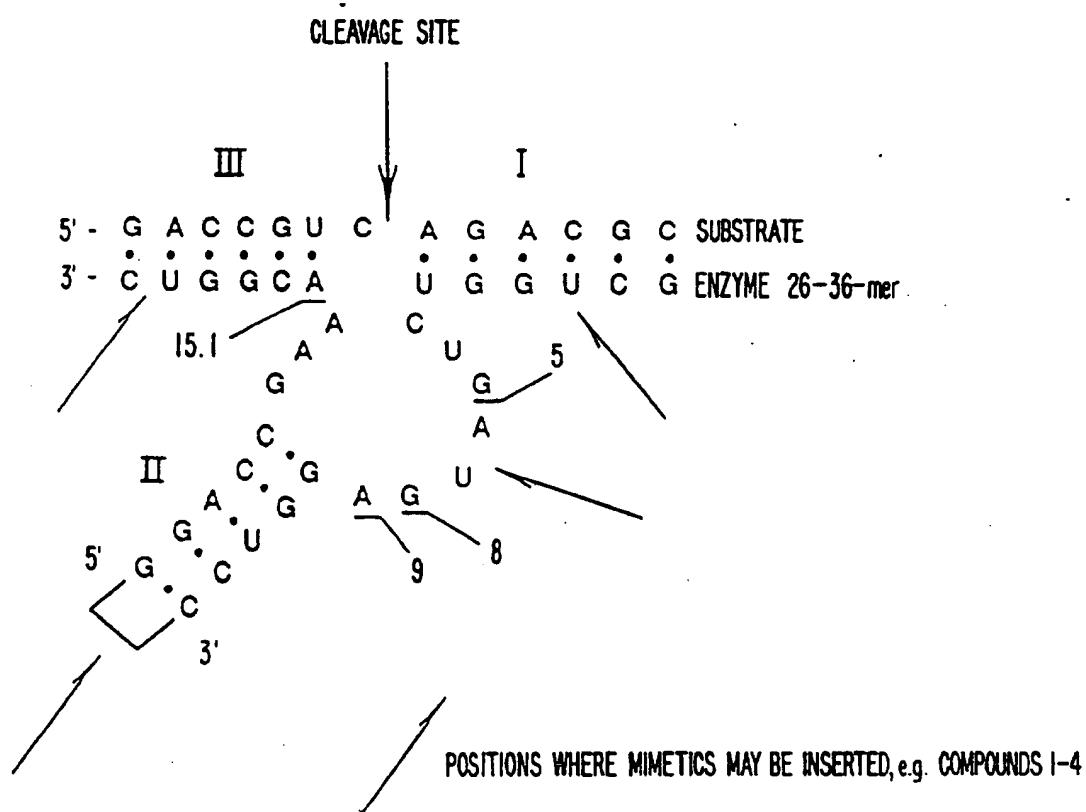 CLEAVAGE SITE
III
I
5' - G A C C G U C A G A C G C SUBSTRATE
3' - C U G G C A U G G U C G ENZYME 26-36-mer
15.1
A
C
A
U
5
G
G
A
C
II
C
G
A
G
U
A
G
G
U
8
9
5'
G
C
C
3'
POSITIONS WHERE MIMETICS MAY BE INSERTED, e.g. COMPOUNDS 1-4